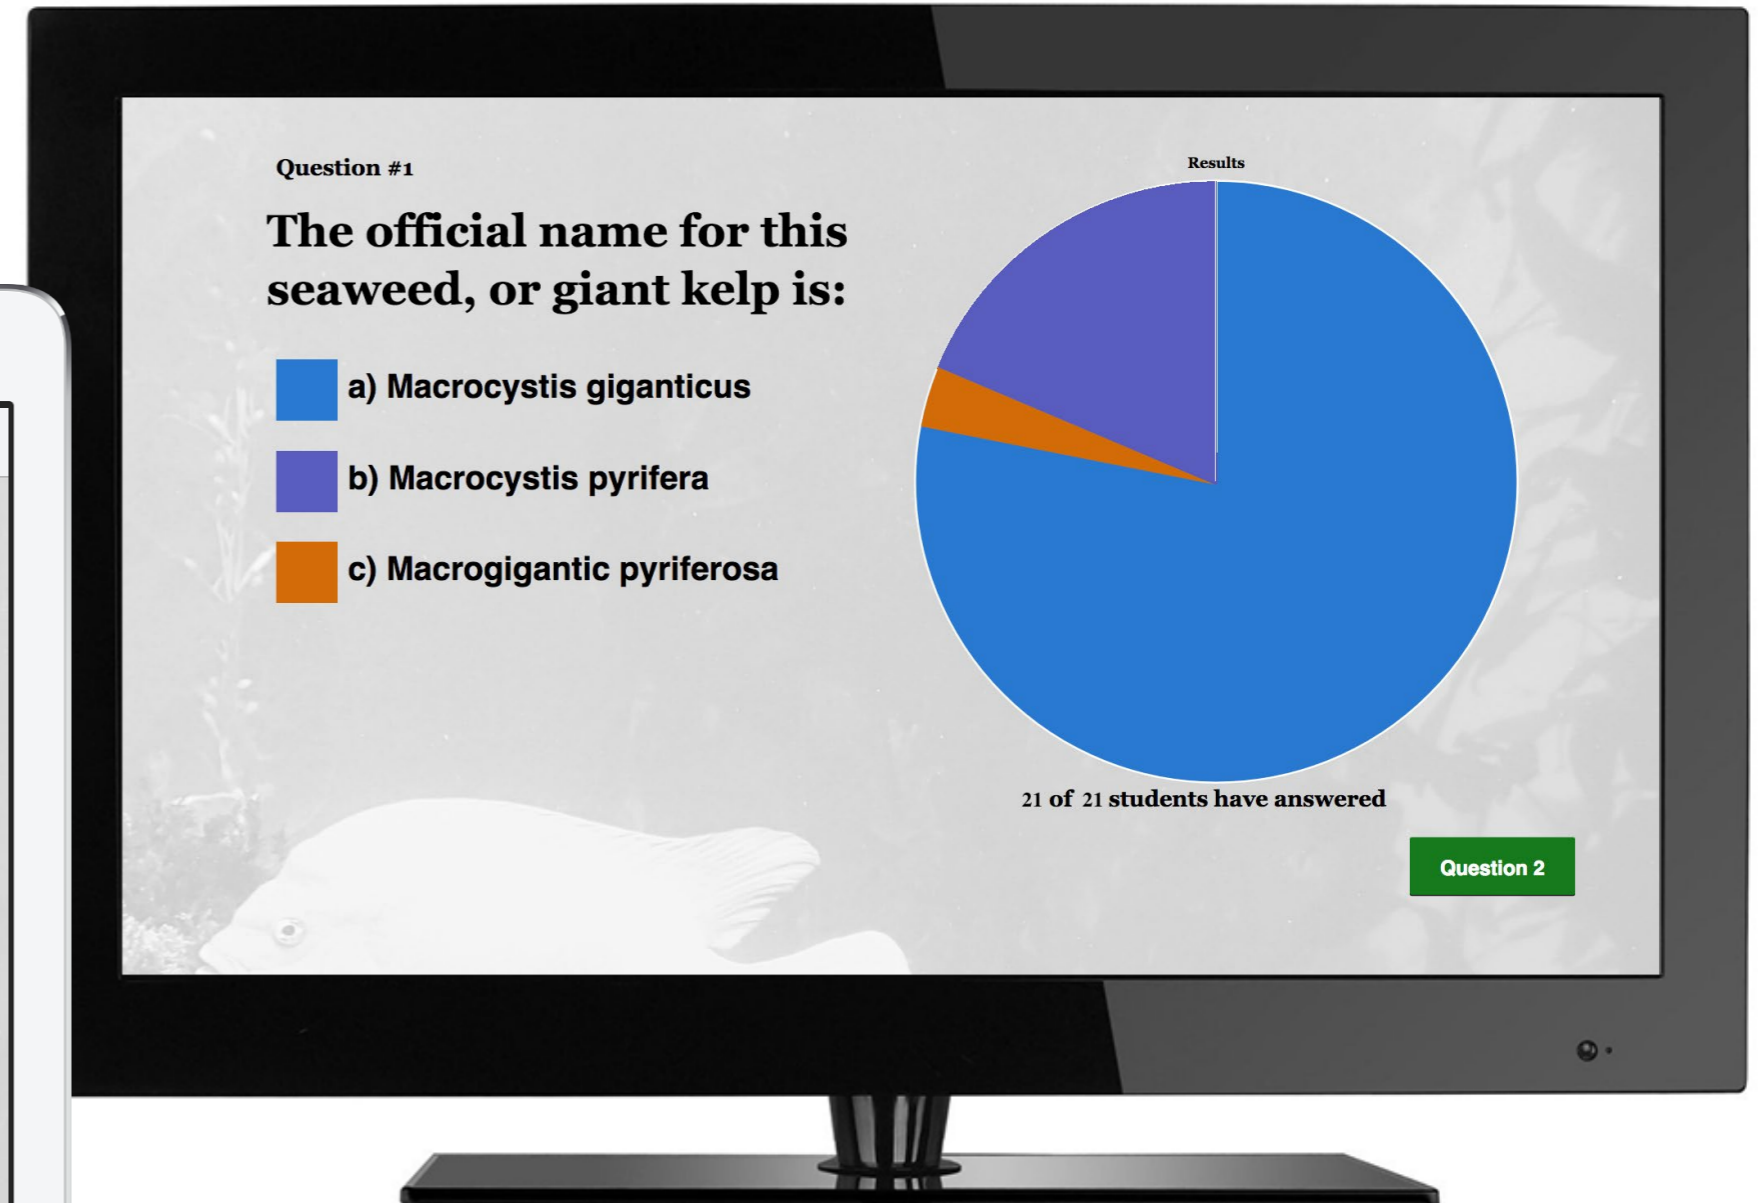 Question #1
The official name for this
seaweed, or giant kelp is:
a) Macrocystis giganticus
b) Macrocystis pyrifera
c) Macrogigantic pyriferosa
Results
21 of 21 students have answered
Question 2